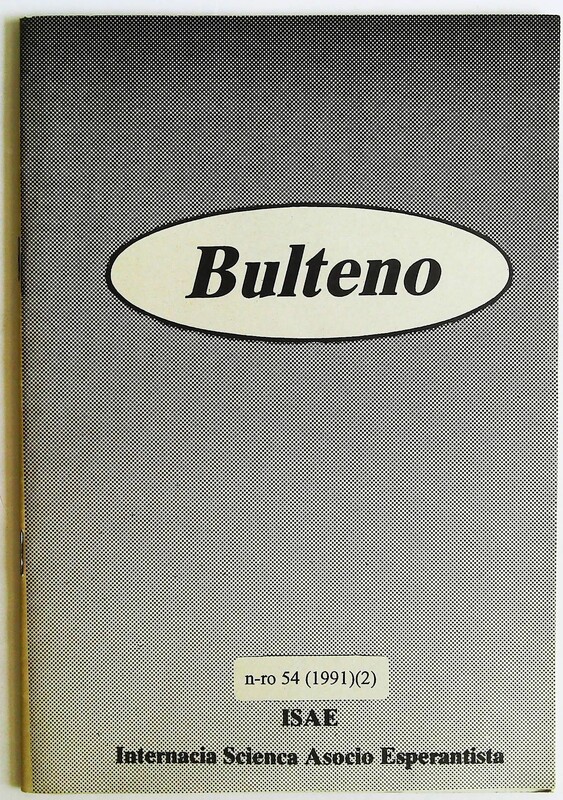 Bulteno
n-ro 54 (1991)(2)
ISAE
Internacia Scienca Asocio Esperantista